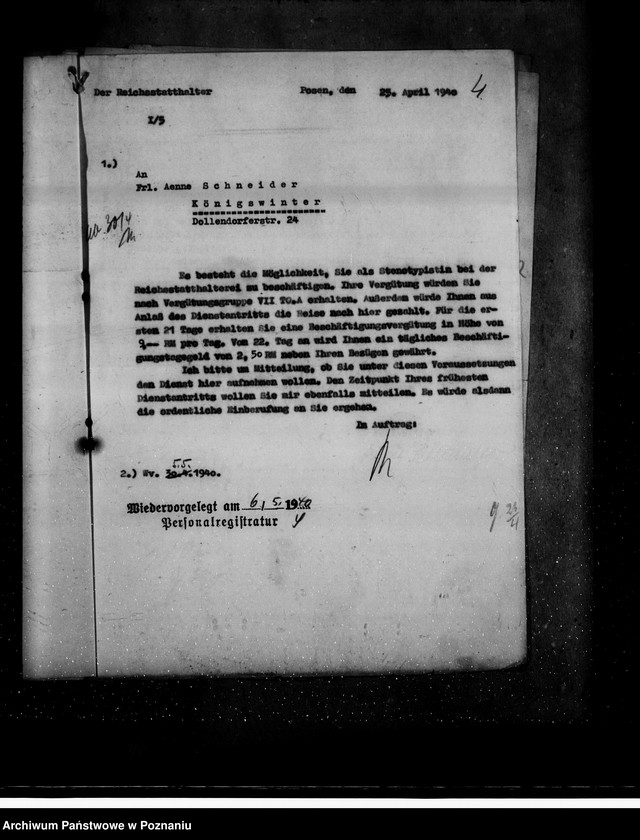 Der Reichsstatthalter Posen, den 25. April 1940 4
I/5
1.)
An
Frl. Aenne Schneider
Königswinter
Dollendorferstr. 24
Es besteht die Möglichkeit, Sie als Stenotypistin bei der
Reichsstatthalterei zu beschäftigen. Ihre Vergütung würden Sie
nach Vergütungsgruppe VII TO.A erhalten. Außerdem würde Ihnen aus
Anlaß des Dienstantritts die Reise nach hier gezahlt. Für die er-
sten 21 Tage erhalten Sie eine Beschäftigungsvergütung in Höhe von
9.-- RM pro Tag. Vom 22. Tag an wird Ihnen ein tägliches Beschäfti-
gungstagegeld von 2,50 RM neben Ihren Bezügen gewährt.
Ich bitte um Mitteilung, ob Sie unter diesen Voraussetzungen
den Dienst hier aufnehmen wollen. Den Zeitpunkt Ihres frühesten
Dienstantritts wollen Sie mir ebenfalls mitteilen. Es würde alsdann
die ordentliche Einberufung an Sie ergehen.
Im Auftrag:
5.5.
2.) Wv. 30.4.1940.
Wiedervorgelegt am 6. 5. 1940
Personalregistratur
Archiwum Państwowe w Poznaniu